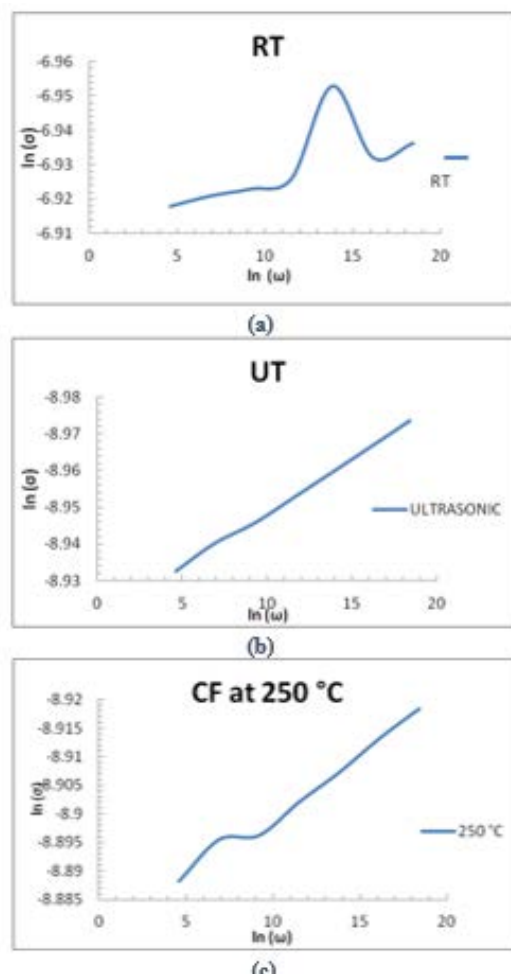 RT
-6.96
-6.95
-6.94
-6.93
-6.92
-6.91
ln (σ)
0 5 10 15 20
ln (ω)
RT
(a)
UT
-8.98
-8.97
-8.96
-8.95
-8.94
-8.93
ln (σ)
0 5 10 15 20
ln (ω)
ULTRASONIC
(b)
CF at 250 °C
-8.92
-8.915
-8.91
-8.905
-8.9
-8.895
-8.89
-8.885
ln (σ)
0 5 10 15 20
ln (ω)
250 °C
(c)